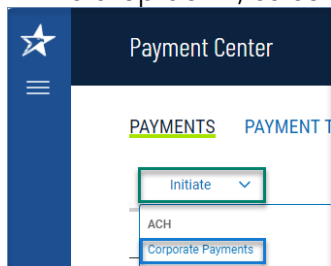 Payment Center
PAYMENTS PAYMENT T
Initiate
ACH
Corporate Payments